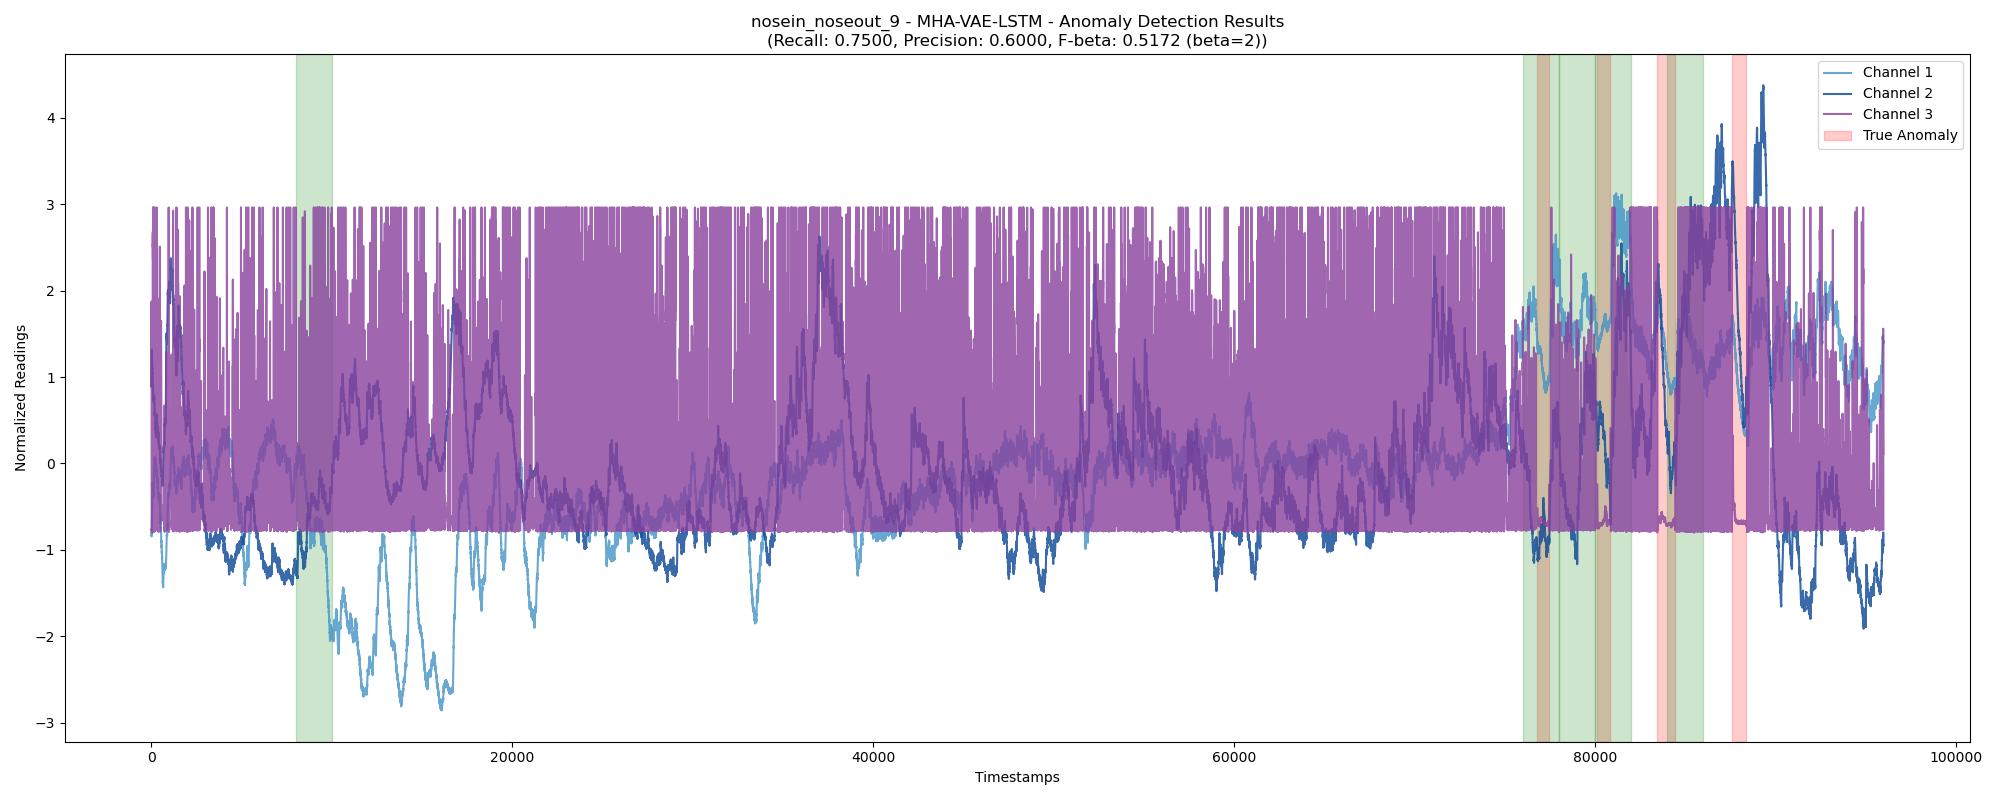 nosein_noseout_9 - MHA-VAE-LSTM - Anomaly Detection Results
(Recall: 0.7500, Precision: 0.6000, F-beta: 0.5172 (beta=2))
Channel 1
Channel 2
Channel 3
True Anomaly
Normalized Readings
4
3
2
1
0
−1
−2
−3
0
20000
40000
60000
80000
100000
Timestamps